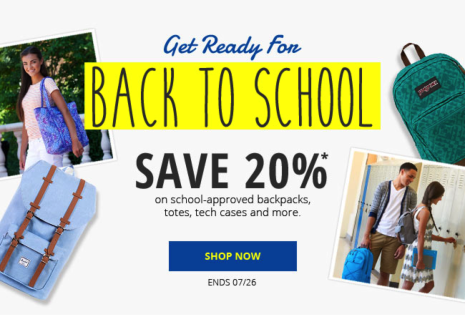 Get Ready For
BACK TO SCHOOL
SAVE 20%*
on school-approved backpacks,
totes, tech cases and more.
SHOP NOW
ENDS 07/26
JANSPORT